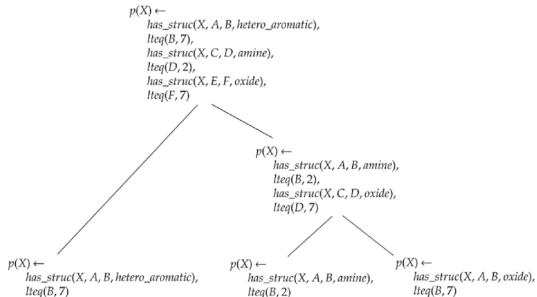 p(X) ←
has_struc(X, A, B, hetero_aromatic),
lteq(B, 7),
has_struc(X, C, D, amine),
lteq(D, 2),
has_struc(X, E, F, oxide),
lteq(F, 7)
p(X) ←
has_struc(X, A, B, amine),
lteq(B, 2),
has_struc(X, C, D, oxide),
lteq(D, 7)
p(X) ←
has_struc(X, A, B, hetero_aromatic),
lteq(B, 7)
p(X) ←
has_struc(X, A, B, amine),
lteq(B, 2)
p(X) ←
has_struc(X, A, B, oxide),
lteq(B, 7)